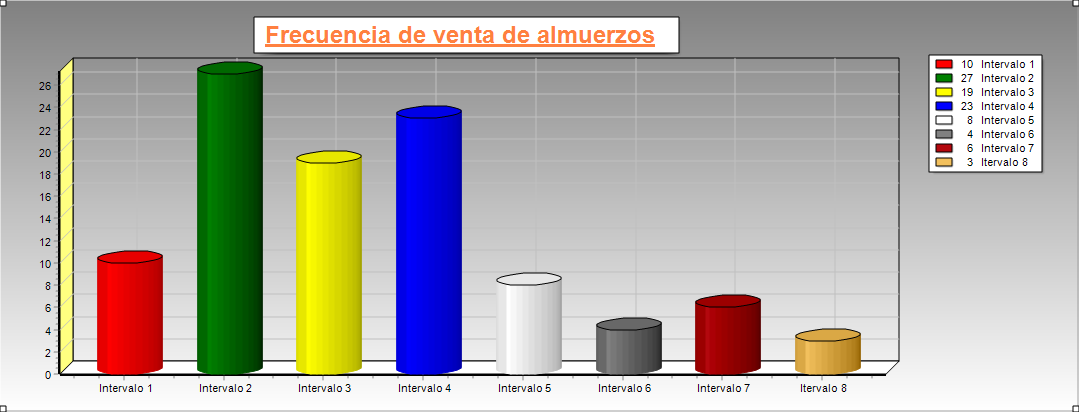 Frecuencia de venta de almuerzos
10 Intervalo 1
27 Intervalo 2
19 Intervalo 3
23 Intervalo 4
8 Intervalo 5
4 Intervalo 6
6 Intervalo 7
3 Itervalo 8
26
24
22
20
18
16
14
12
10
8
6
4
2
0
Intervalo 1 Intervalo 2 Intervalo 3 Intervalo 4 Intervalo 5 Intervalo 6 Intervalo 7 Itervalo 8